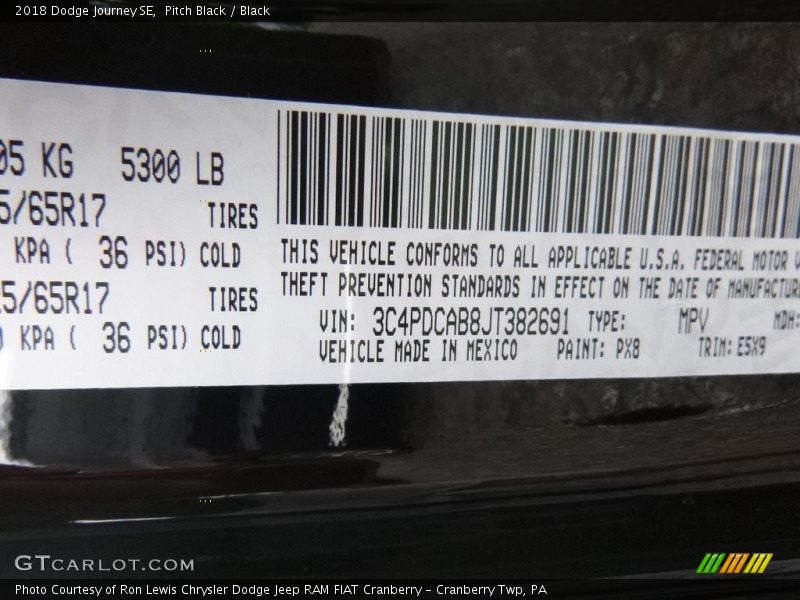 2018 Dodge Journey SE, Pitch Black / Black
05 KG 5300 LB
5/65R17 TIRES
KPA ( 36 PSI) COLD
5/65R17 TIRES
KPA ( 36 PSI) COLD
THIS VEHICLE CONFORMS TO ALL APPLICABLE U.S.A. FEDERAL MOTOR V
THEFT PREVENTION STANDARDS IN EFFECT ON THE DATE OF MANUFACTUR
VIN: 3C4PDCAB8JT382691 TYPE: MPV MDH:
VEHICLE MADE IN MEXICO PAINT: PX8 TRIM: E5X9
GTCARLOT.COM
Photo Courtesy of Ron Lewis Chrysler Dodge Jeep RAM FIAT Cranberry – Cranberry Twp, PA